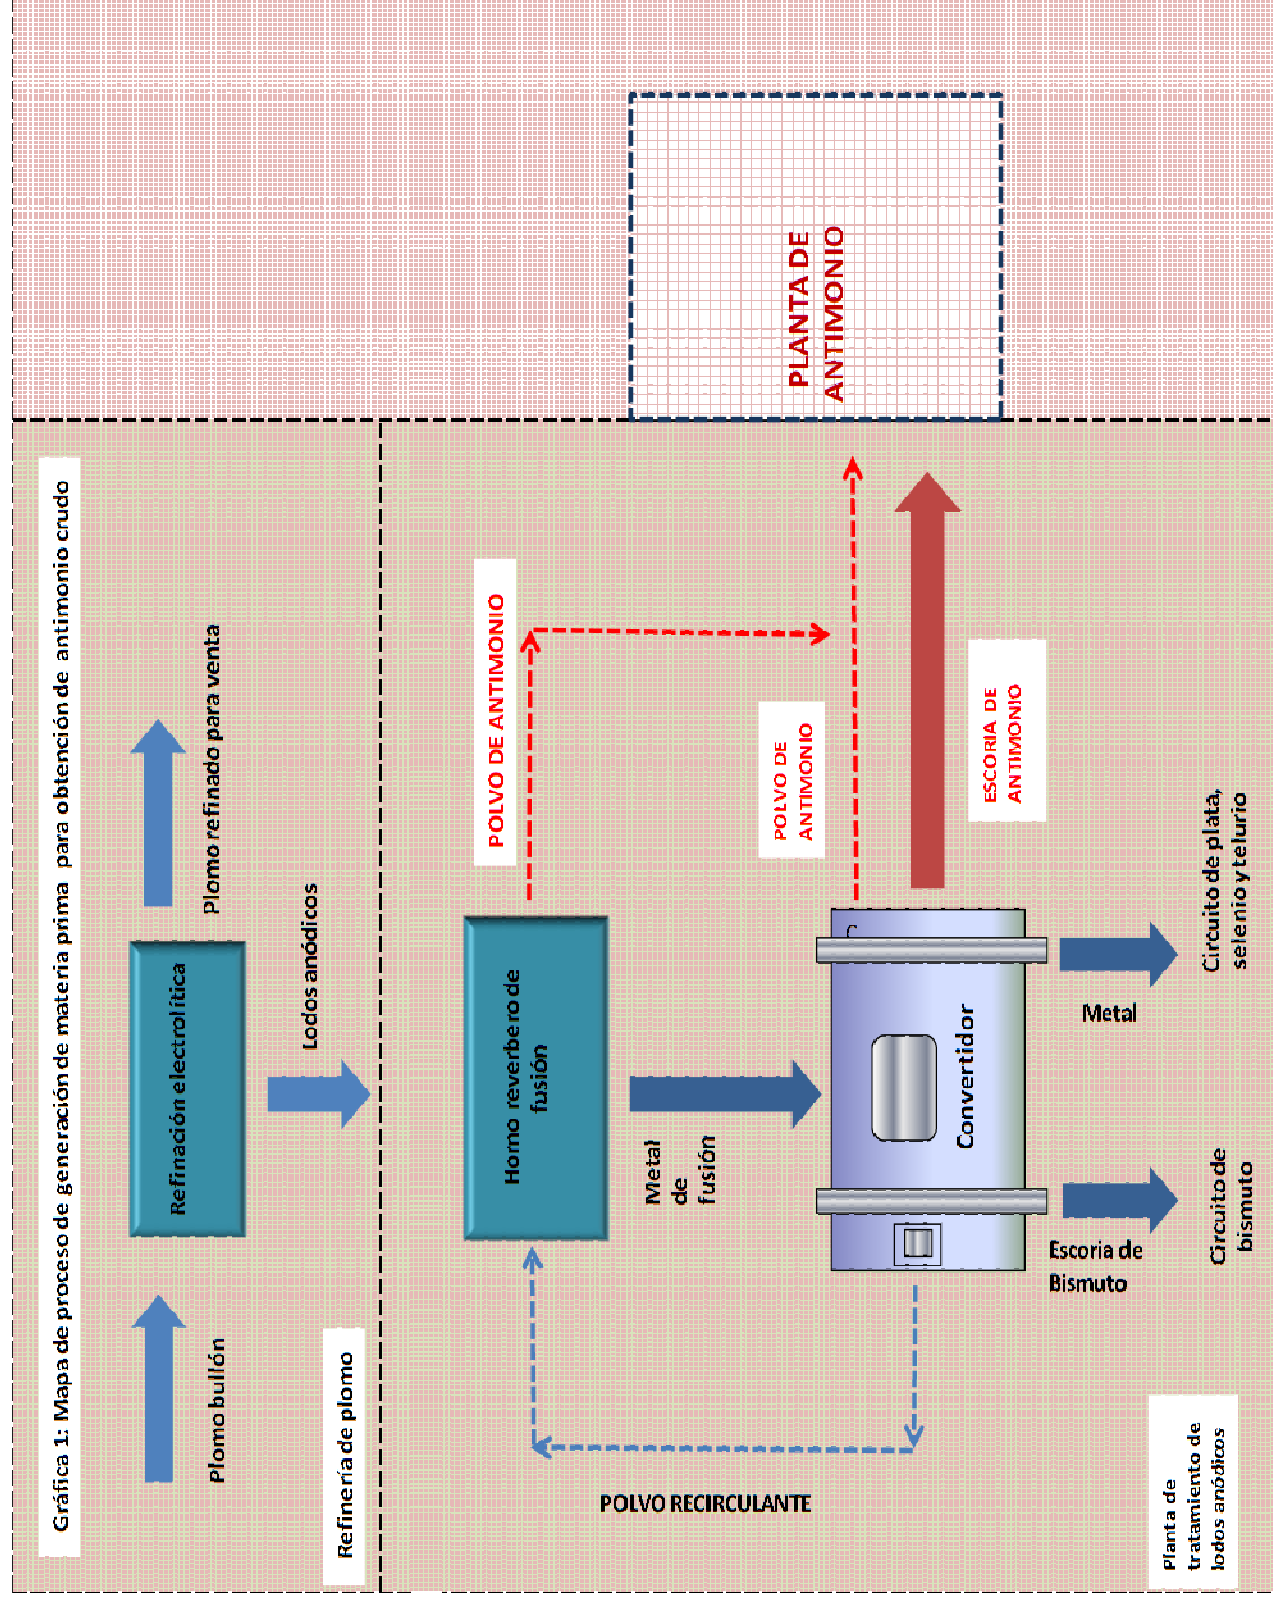 Gráfica 1: Mapa de proceso de generación de materia prima para obtención de antimonio crudo
Plomo bullón
Refinación electrolítica
Plomo refinado para venta
Lodos anódicos
Refinería de plomo
Horno reverbero de
fusión
POLVO DE ANTIMONIO
Metal
de
fusión
POLVO RECIRCULANTE
C
Convertidor
POLVO DE
ANTIMONIO
ESCORIA DE
ANTIMONIO
PLANTA DE
ANTIMONIO
Escoria de
Bismuto
Metal
Circuito de
bismuto
Circuito de plata,
selenio y telurio
Planta de
tratamiento de
lodos anódicos